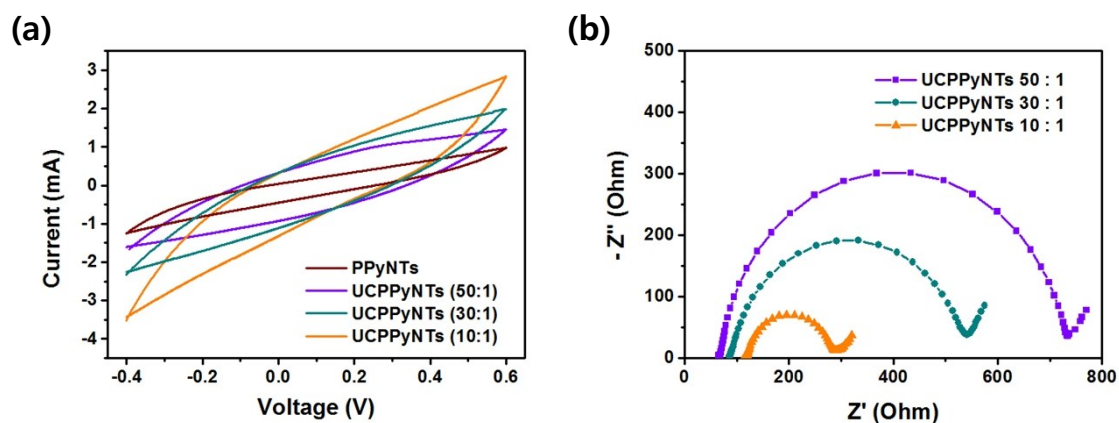 (a)
3
2
1
0
-1
-2
-3
-4
Current (mA)
PPyNTs
UCPPyNTs (50:1)
UCPPyNTs (30:1)
UCPPyNTs (10:1)
-0.4 -0.2 0.0 0.2 0.4 0.6
Voltage (V)
(b)
500
400
300
200
100
0
- Z'' (Ohm)
UCPPyNTs 50 : 1
UCPPyNTs 30 : 1
UCPPyNTs 10 : 1
0 200 400 600 800
Z' (Ohm)